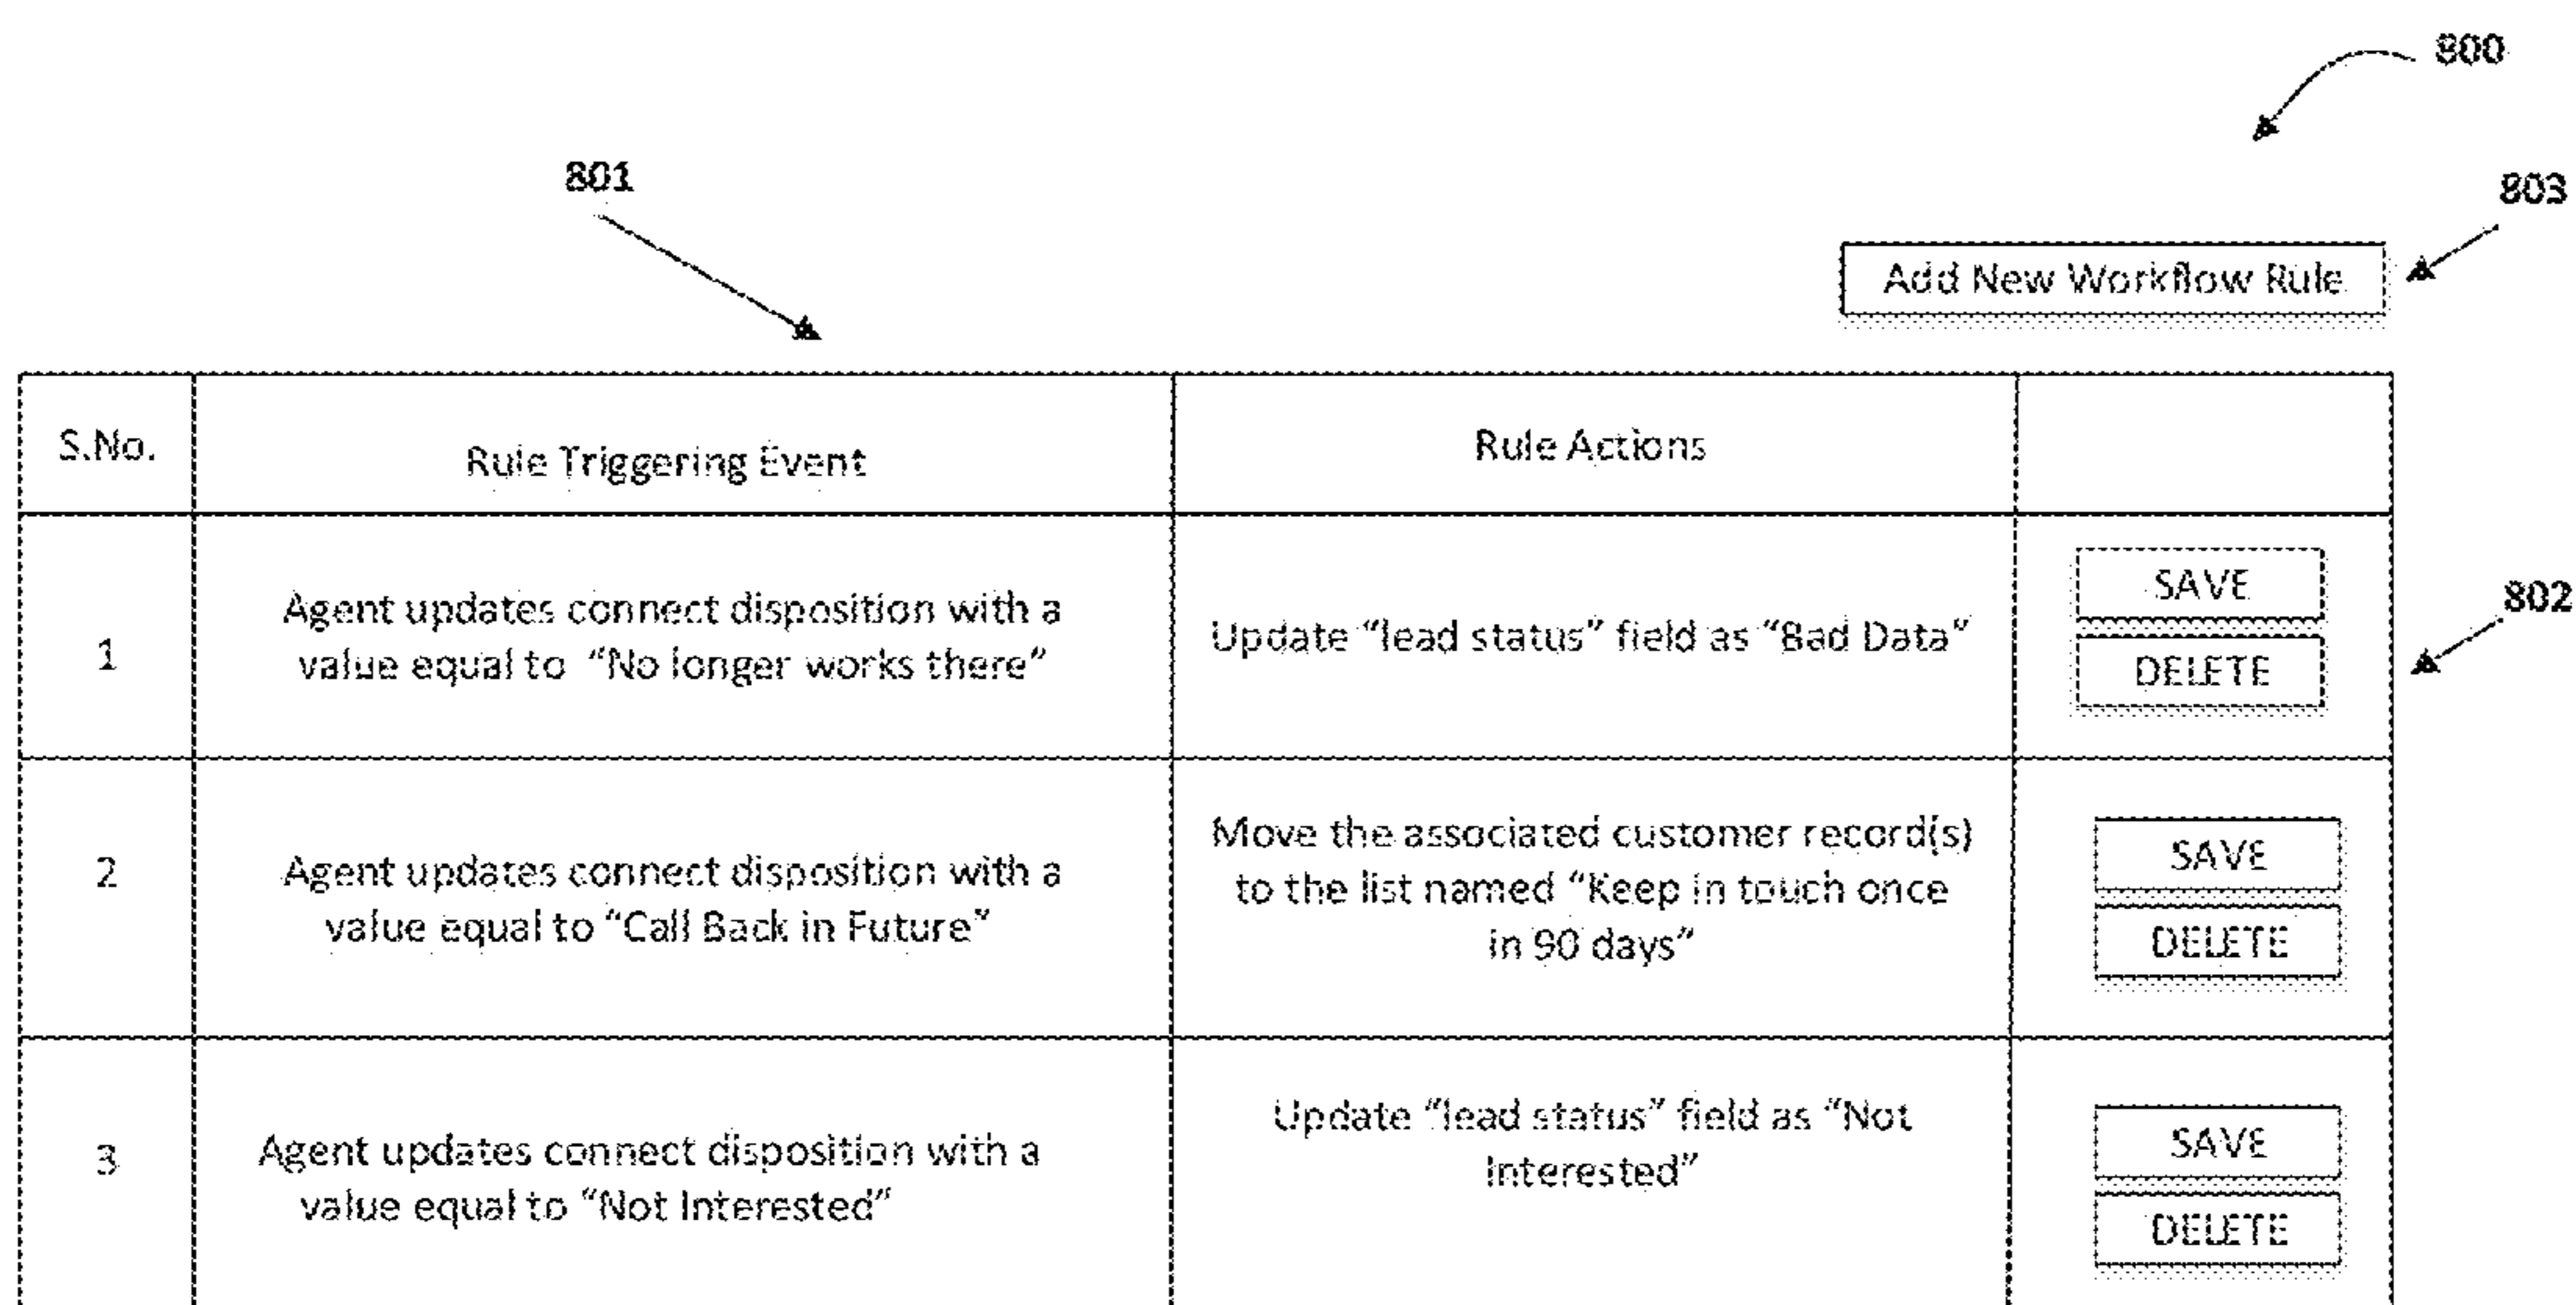 800
801
803
Add New Workflow Rule
S.No.
Rule Triggering Event
Rule Actions
1
Agent updates connect disposition with a
value equal to “No longer works there”
Update “lead status” field as “Bad Data”
SAVE
DELETE
802
2
Agent updates connect disposition with a
value equal to “Call Back in Future”
Move the associated customer record(s)
to the list named “Keep in touch once
in 90 days”
SAVE
DELETE
3
Agent updates connect disposition with a
value equal to “Not Interested”
Update “lead status” field as “Not
Interested”
SAVE
DELETE